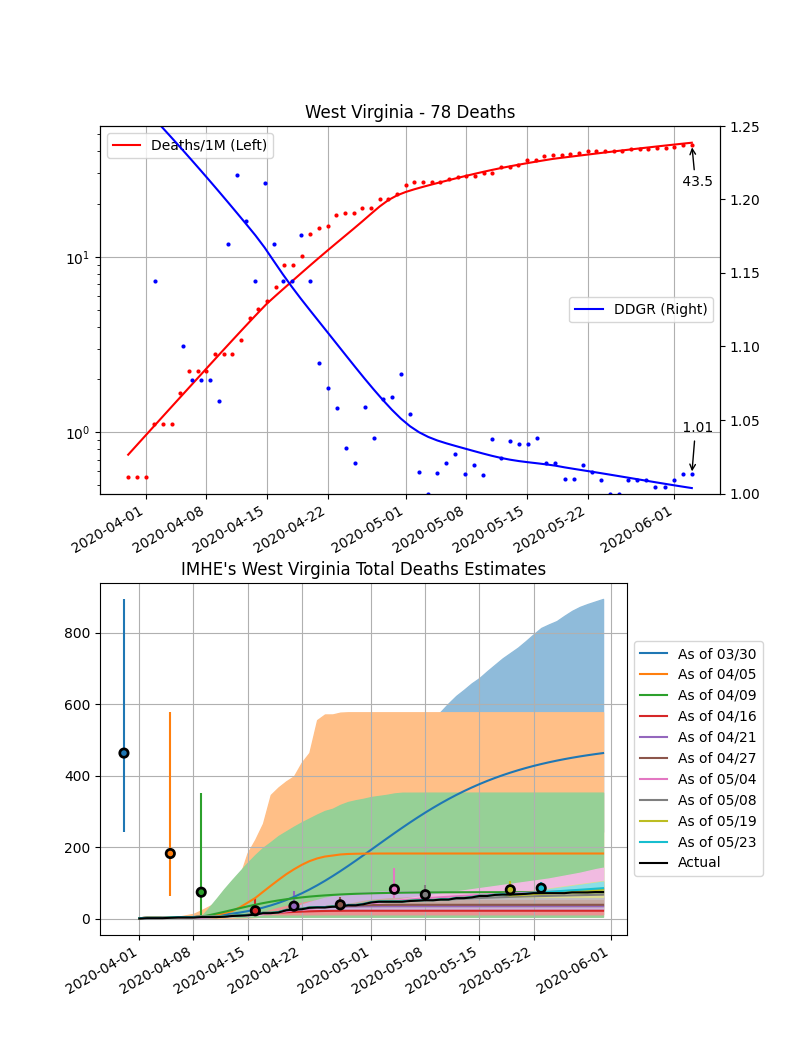 West Virginia - 78 Deaths
Deaths/1M (Left)
DDGR (Right)
43.5
1.01
10^1
10^0
1.25
1.20
1.15
1.10
1.05
1.00
2020-04-01
2020-04-08
2020-04-15
2020-04-22
2020-05-01
2020-05-08
2020-05-15
2020-05-22
2020-06-01
IMHE's West Virginia Total Deaths Estimates
800
600
400
200
0
2020-04-01
2020-04-08
2020-04-15
2020-04-22
2020-05-01
2020-05-08
2020-05-15
2020-05-22
2020-06-01
As of 03/30
As of 04/05
As of 04/09
As of 04/16
As of 04/21
As of 04/27
As of 05/04
As of 05/08
As of 05/19
As of 05/23
Actual